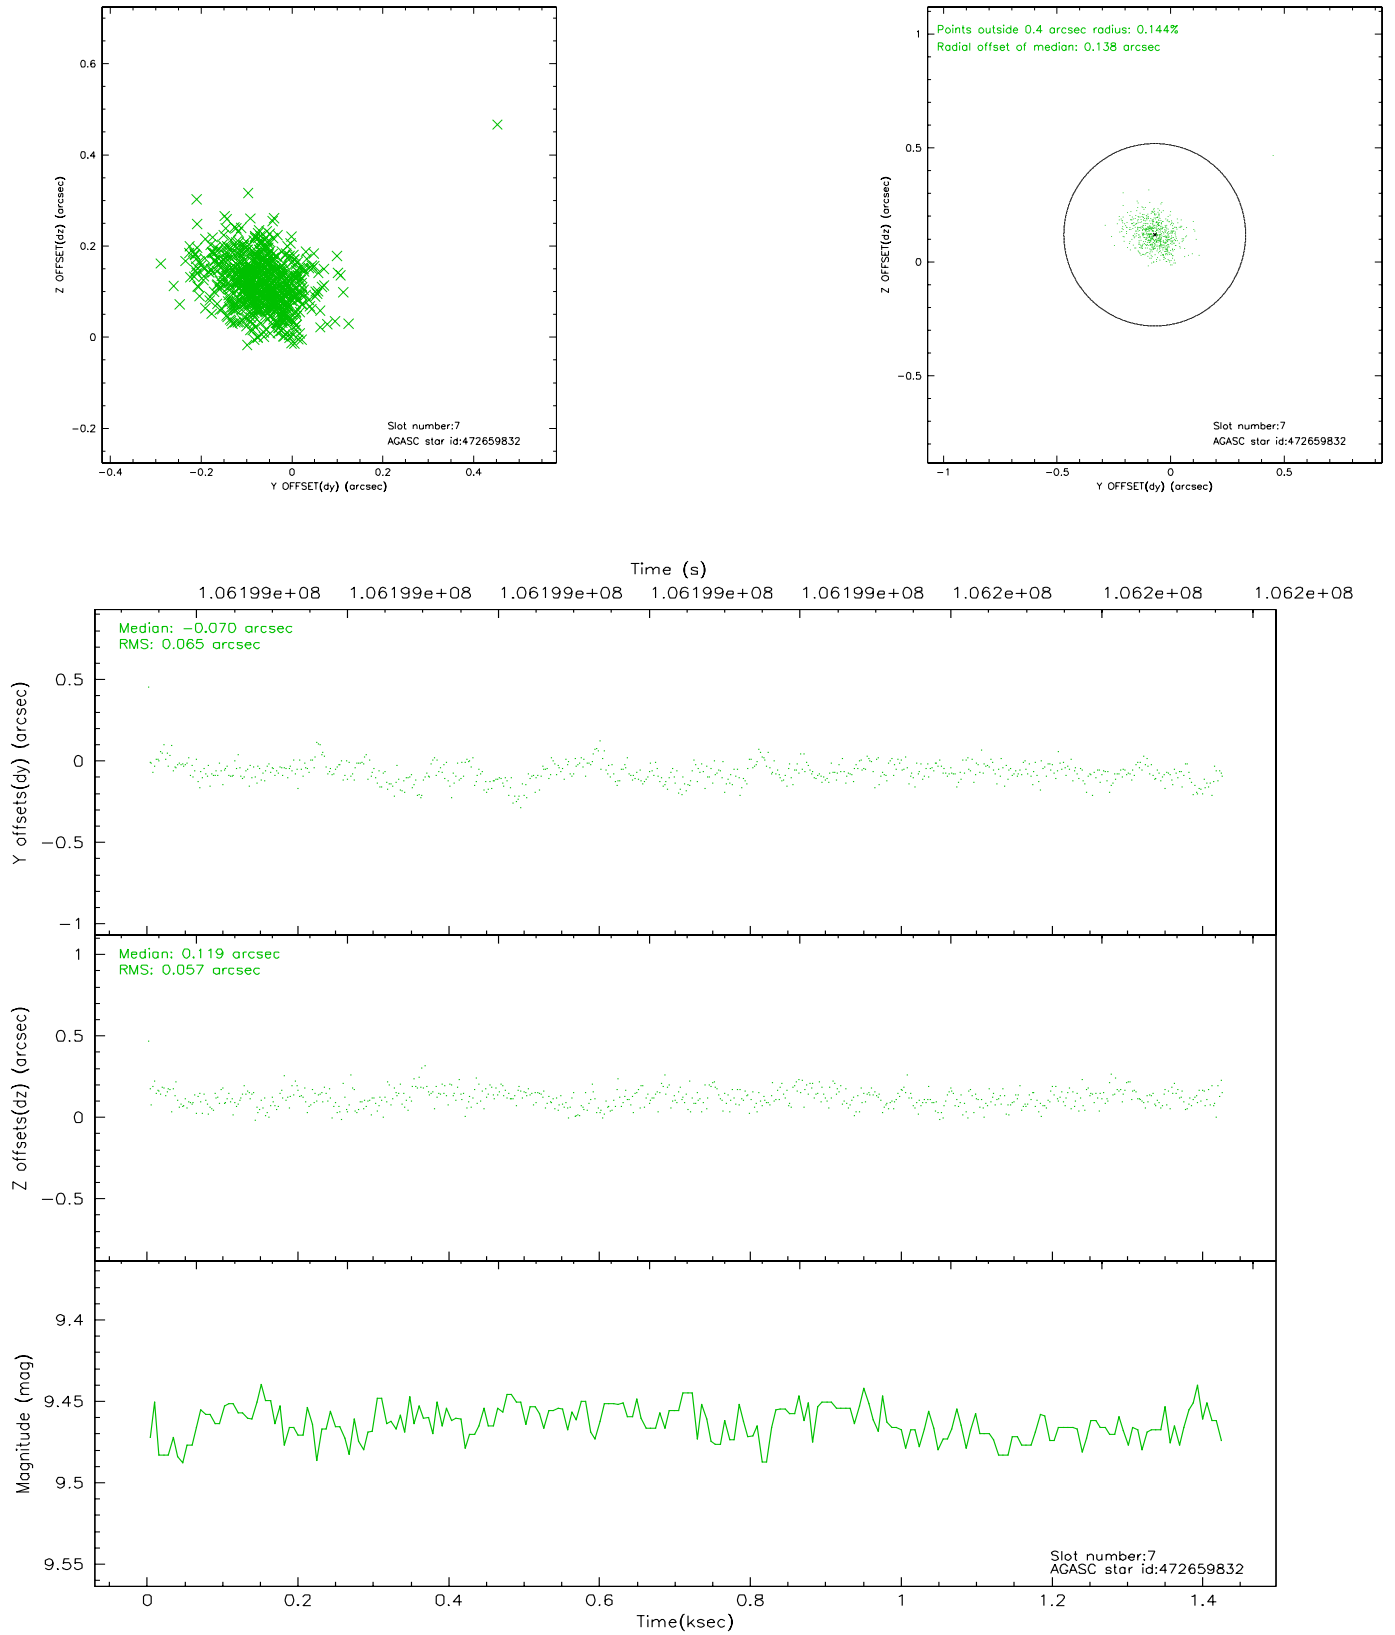 0.6
0.4
0.2
0
−0.2
−0.4
−0.2
0
0.2
0.4
Z OFFSET(dz) (arcsec)
Y OFFSET(dy) (arcsec)
Slot number:7
AGASC star id:472659832
Points outside 0.4 arcsec radius: 0.144%
Radial offset of median: 0.138 arcsec
1
0.5
0
−0.5
−1
−0.5
0
0.5
Z OFFSET(dz) (arcsec)
Y OFFSET(dy) (arcsec)
Slot number:7
AGASC star id:472659832
Time (s)
1.06199e+08 1.06199e+08 1.06199e+08 1.06199e+08 1.06199e+08 1.062e+08 1.062e+08 1.062e+08
Median: −0.070 arcsec
RMS: 0.065 arcsec
0.5
0
−0.5
−1
Y offsets(dy) (arcsec)
Median: 0.119 arcsec
RMS: 0.057 arcsec
1
0.5
0
−0.5
Z offsets(dz) (arcsec)
9.4
9.45
9.5
9.55
Magnitude (mag)
Slot number:7
AGASC star id:472659832
0 0.2 0.4 0.6 0.8 1 1.2 1.4
Time(ksec)